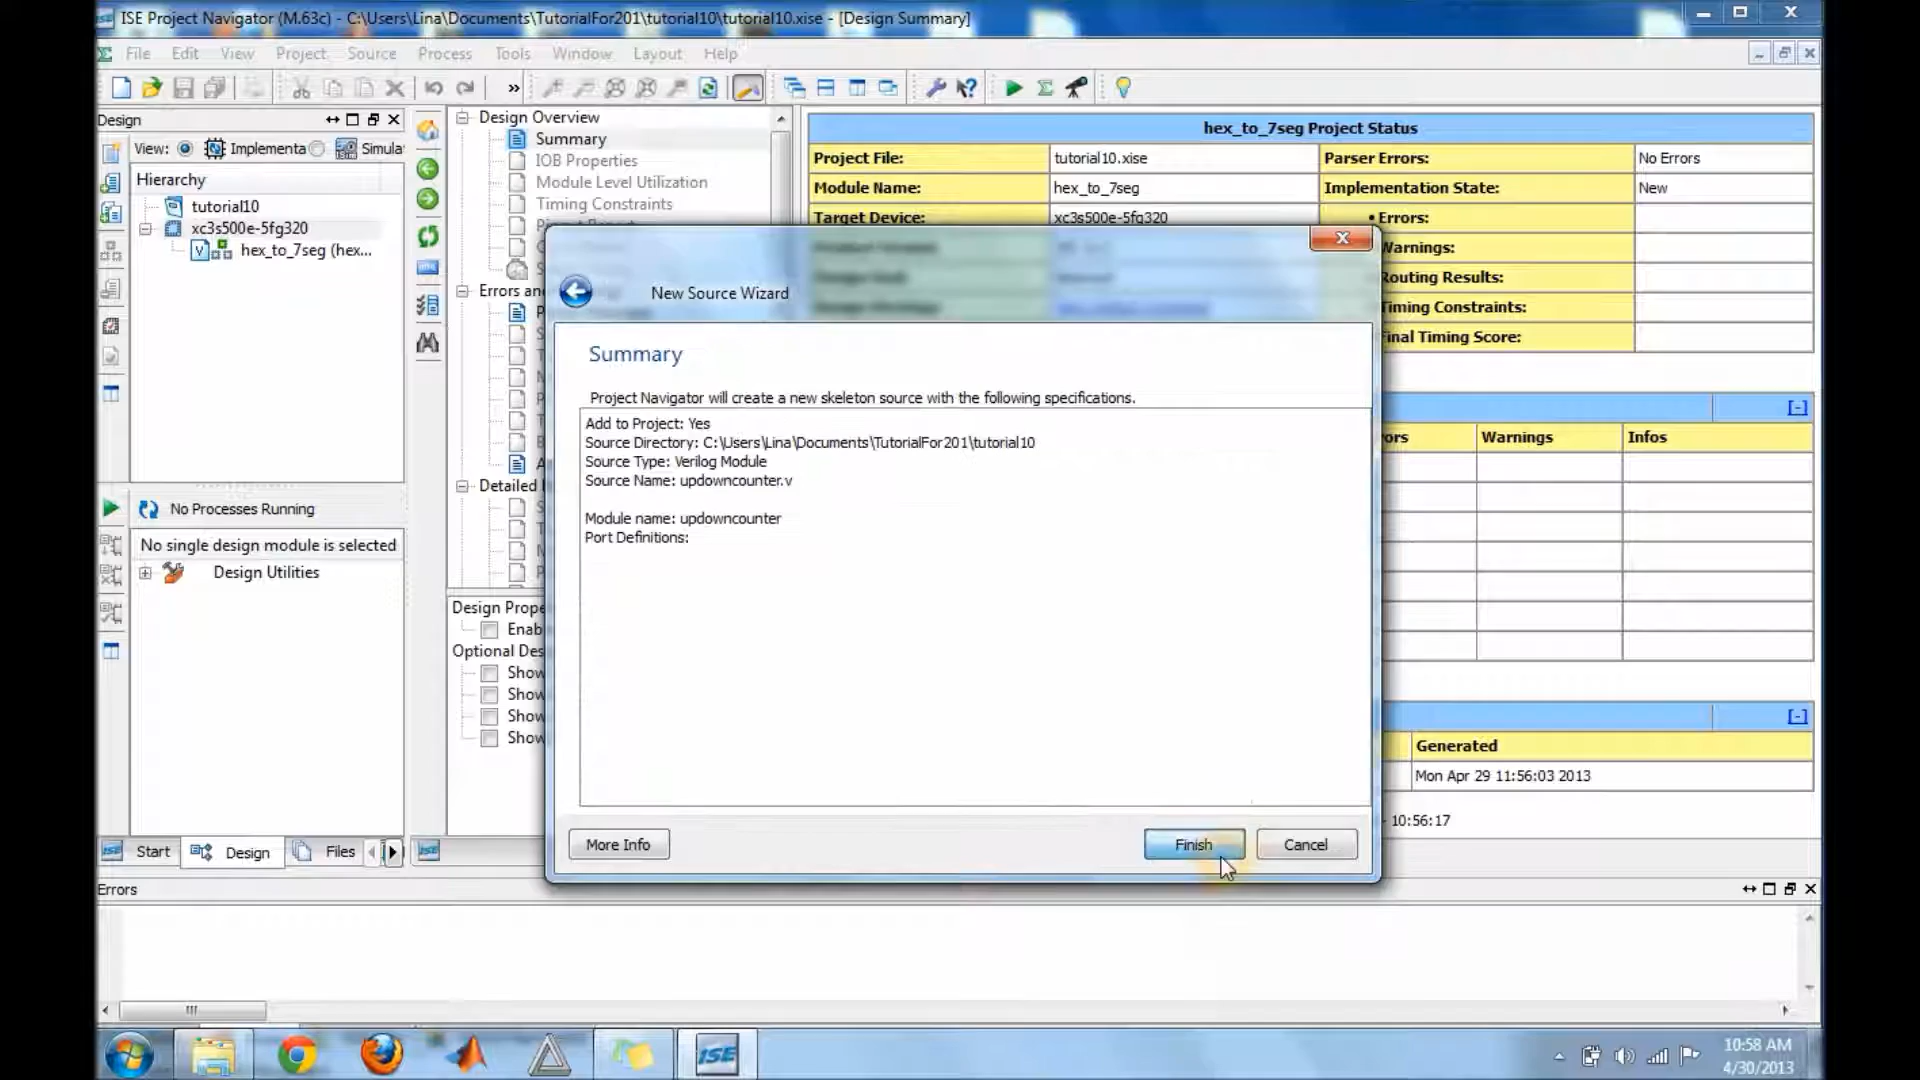 ISE Project Navigator (M.63c) - C:\Users\Lina\Documents\TutorialFor201\tutorial10\tutorial10.xise - [Design Summary]
File Edit View Project Source Process Tools Window Layout Help
Design
View: Implementa Simula
Hierarchy
tutorial10
xc3s500e-5fg320
hex_to_7seg (hex...
No Processes Running
No single design module is selected
Design Utilities
Start Design Files
Design Overview
Summary
IOB Properties
Module Level Utilization
Timing Constraints
Errors an
Detailed
Design Prope
Enab
Optional Des
Show
Show
Show
Show
hex_to_7seg Project Status
Project File: tutorial10.xise Parser Errors: No Errors
Module Name: hex_to_7seg Implementation State: New
Target Device: xc3s500e-5fg320 •Errors:
Warnings:
Routing Results:
Timing Constraints:
Final Timing Score:
[-]
Warnings Infos
[-]
Generated
Mon Apr 29 11:56:03 2013
- 10:56:17
New Source Wizard
Summary
Project Navigator will create a new skeleton source with the following specifications.
Add to Project: Yes
Source Directory: C:\Users\Lina\Documents\TutorialFor201\tutorial10
Source Type: Verilog Module
Source Name: updowncounter.v
Module name: updowncounter
Port Definitions:
More Info Finish Cancel
Errors
ISE
10:58 AM
4/30/2013